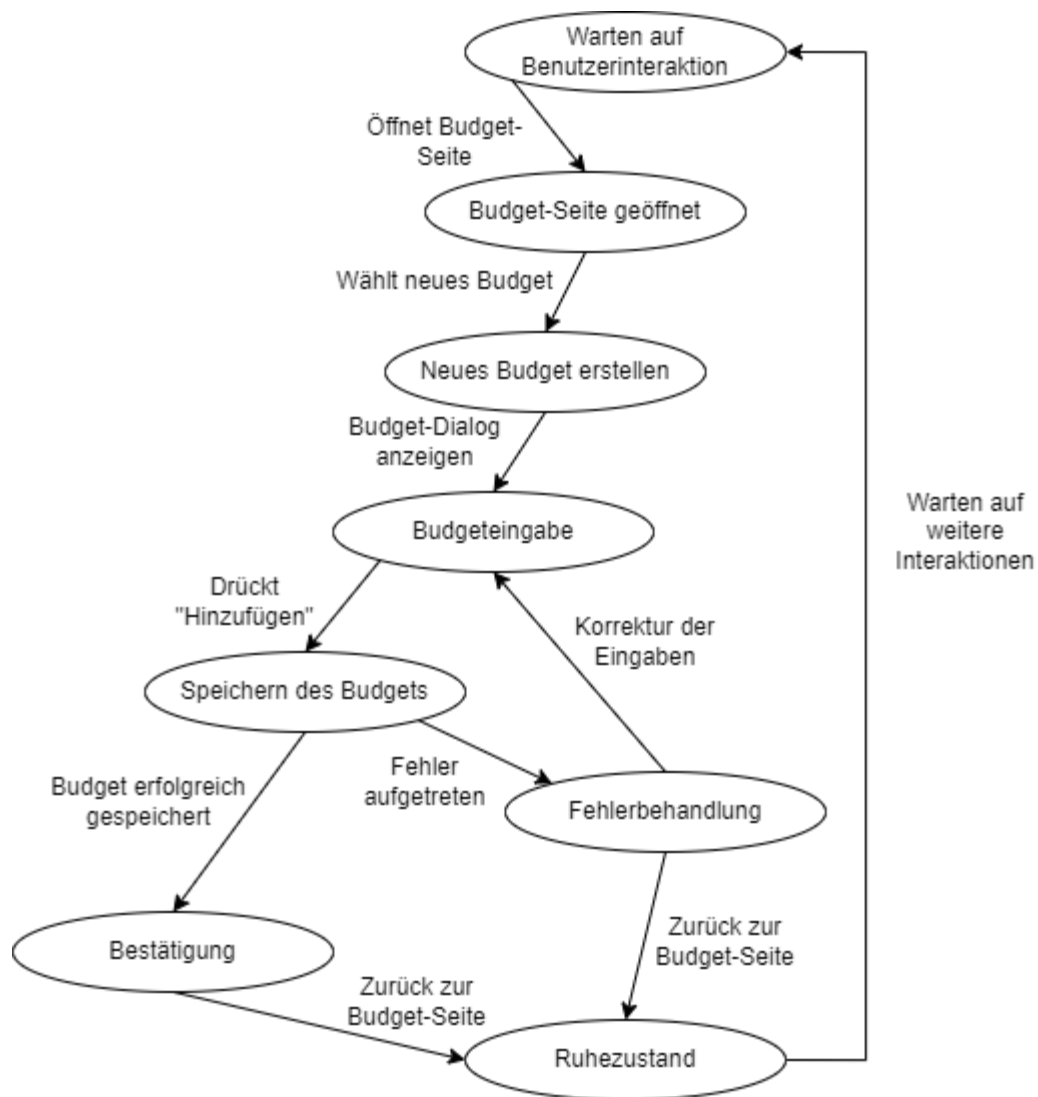 Warten auf
Benutzerinteraktion
Öffnet Budget-
Seite
Budget-Seite geöffnet
Wählt neues Budget
Neues Budget erstellen
Budget-Dialog
anzeigen
Budgeteingabe
Warten auf
weitere
Interaktionen
Drückt
"Hinzufügen"
Korrektur der
Eingaben
Speichern des Budgets
Budget erfolgreich
gespeichert
Fehler
aufgetreten
Fehlerbehandlung
Bestätigung
Zurück zur
Budget-Seite
Zurück zur
Budget-Seite
Ruhezustand